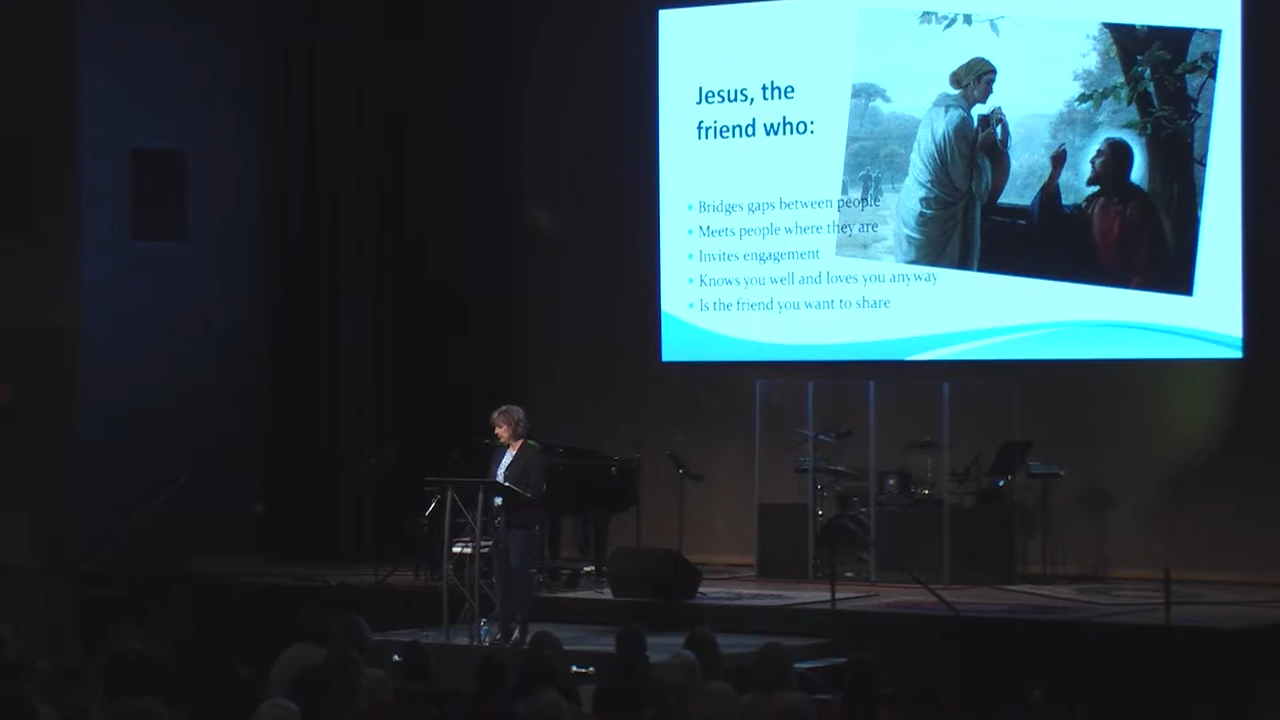 Jesus, the
friend who:
Bridges gaps between people
Meets people where they are
Invites engagement
Knows you well and loves you anyway
Is the friend you want to share